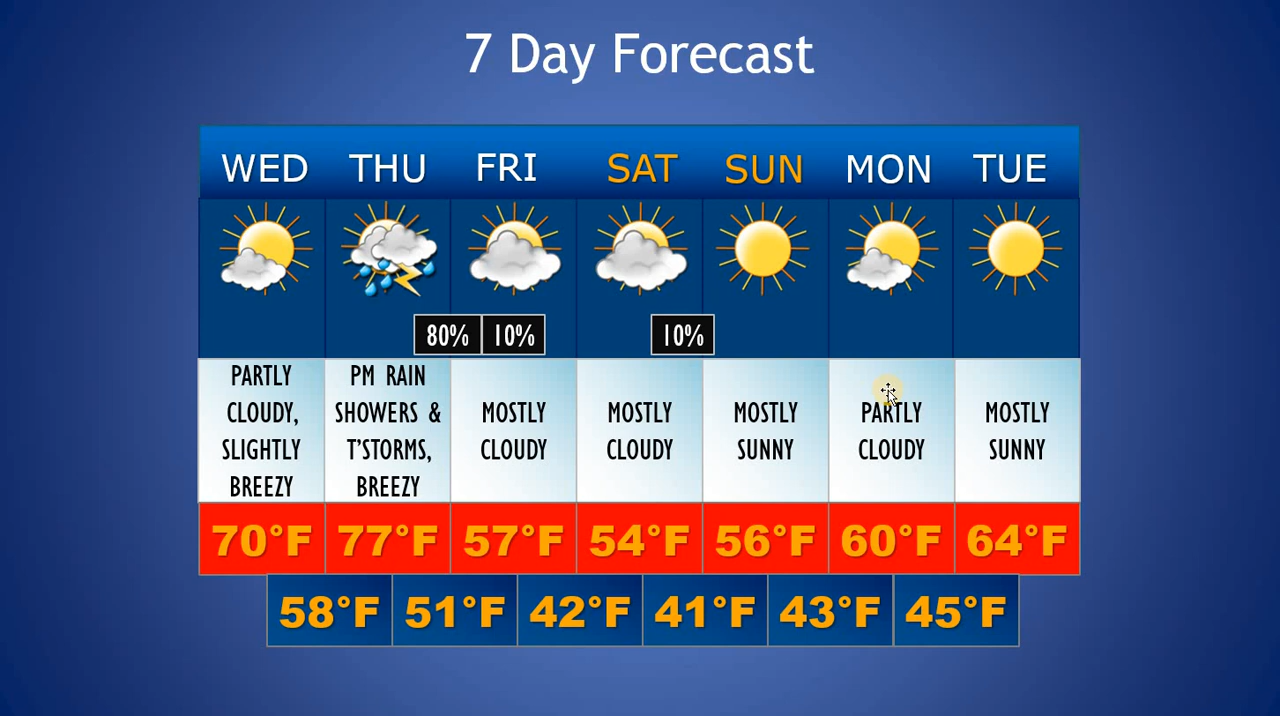 7 Day Forecast
WED THU FRI SAT SUN MON TUE
80% 10% 10%
PARTLY
CLOUDY,
SLIGHTLY
BREEZY
PM RAIN
SHOWERS &
T'STORMS,
BREEZY
MOSTLY
CLOUDY
MOSTLY
CLOUDY
MOSTLY
SUNNY
PARTLY
CLOUDY
MOSTLY
SUNNY
70°F 77°F 57°F 54°F 56°F 60°F 64°F
58°F 51°F 42°F 41°F 43°F 45°F